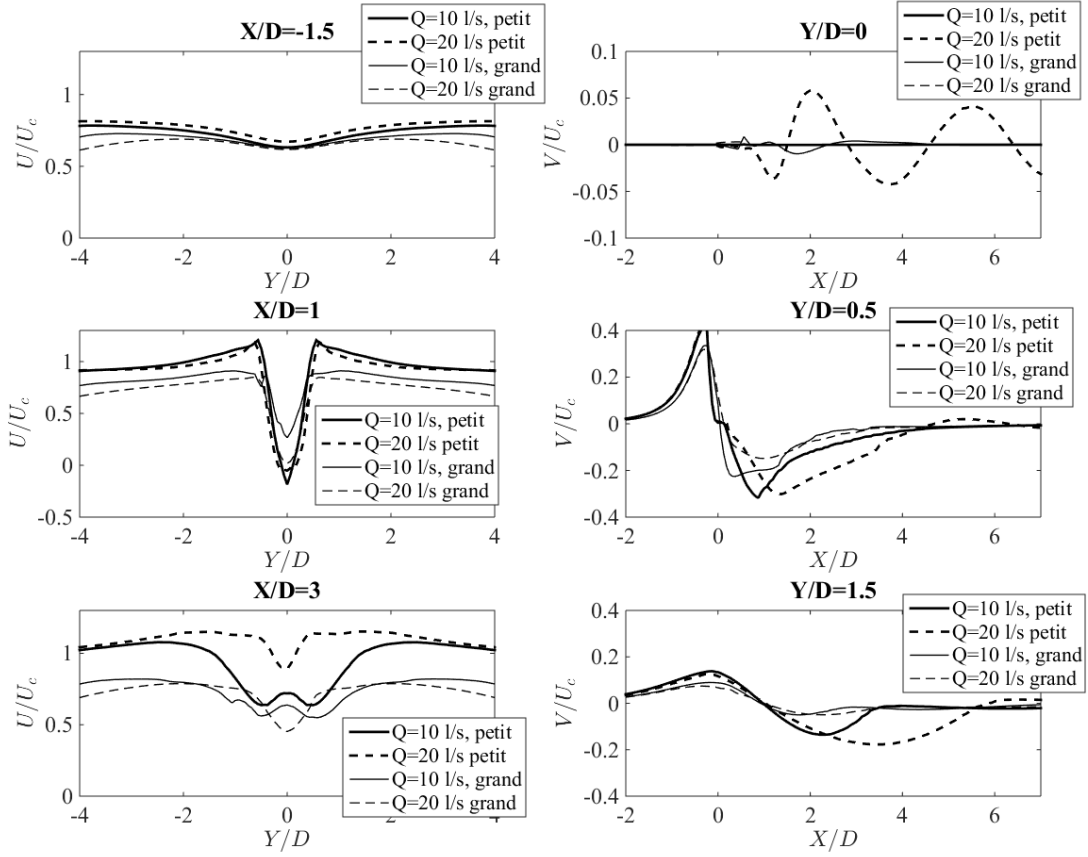 X/D=-1.5
Q=10 l/s, petit
Q=20 l/s petit
Q=10 l/s, grand
Q=20 l/s grand
1
0.5
0
U/U_c
-4 -2 0 2 4
Y/D
Y/D=0
Q=10 l/s, petit
Q=20 l/s petit
Q=10 l/s, grand
Q=20 l/s grand
0.1
0.05
0
-0.05
-0.1
V/U_c
-2 0 2 4 6
X/D
X/D=1
1
0.5
0
-0.5
U/U_c
Q=10 l/s, petit
Q=20 l/s petit
Q=10 l/s, grand
Q=20 l/s grand
-4 -2 0 2 4
Y/D
Y/D=0.5
Q=10 l/s, petit
Q=20 l/s petit
Q=10 l/s, grand
Q=20 l/s grand
0.4
0.2
0
-0.2
-0.4
V/U_c
-2 0 2 4 6
X/D
X/D=3
1
0.5
0
U/U_c
Q=10 l/s, petit
Q=20 l/s petit
Q=10 l/s, grand
Q=20 l/s grand
-4 -2 0 2 4
Y/D
Y/D=1.5
Q=10 l/s, petit
Q=20 l/s petit
Q=10 l/s, grand
Q=20 l/s grand
0.4
0.2
0
-0.2
-0.4
V/U_c
-2 0 2 4 6
X/D